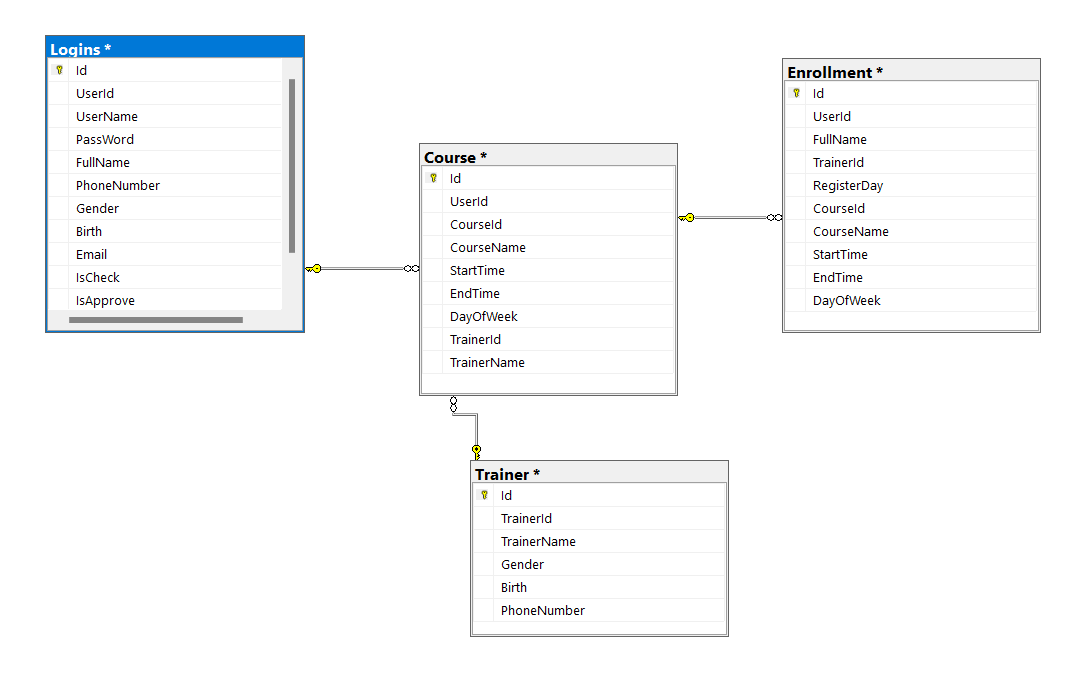 Logins *
Id
UserId
UserName
PassWord
FullName
PhoneNumber
Gender
Birth
Email
IsCheck
IsApprove
Course *
Id
UserId
CourseId
CourseName
StartTime
EndTime
DayOfWeek
TrainerId
TrainerName
Enrollment *
Id
UserId
FullName
TrainerId
RegisterDay
CourseId
CourseName
StartTime
EndTime
DayOfWeek
Trainer *
Id
TrainerId
TrainerName
Gender
Birth
PhoneNumber